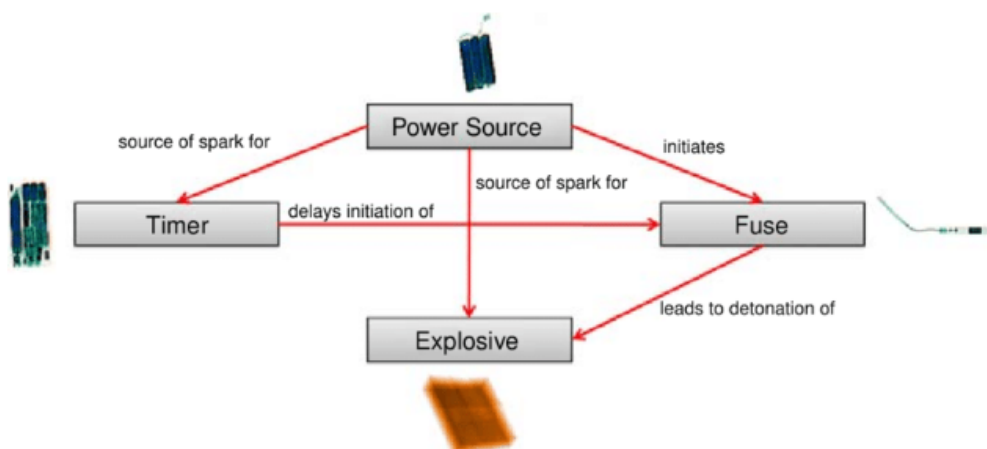 Power Source
source of spark for
initiates
source of spark for
Timer
delays initiation of
Fuse
leads to detonation of
Explosive